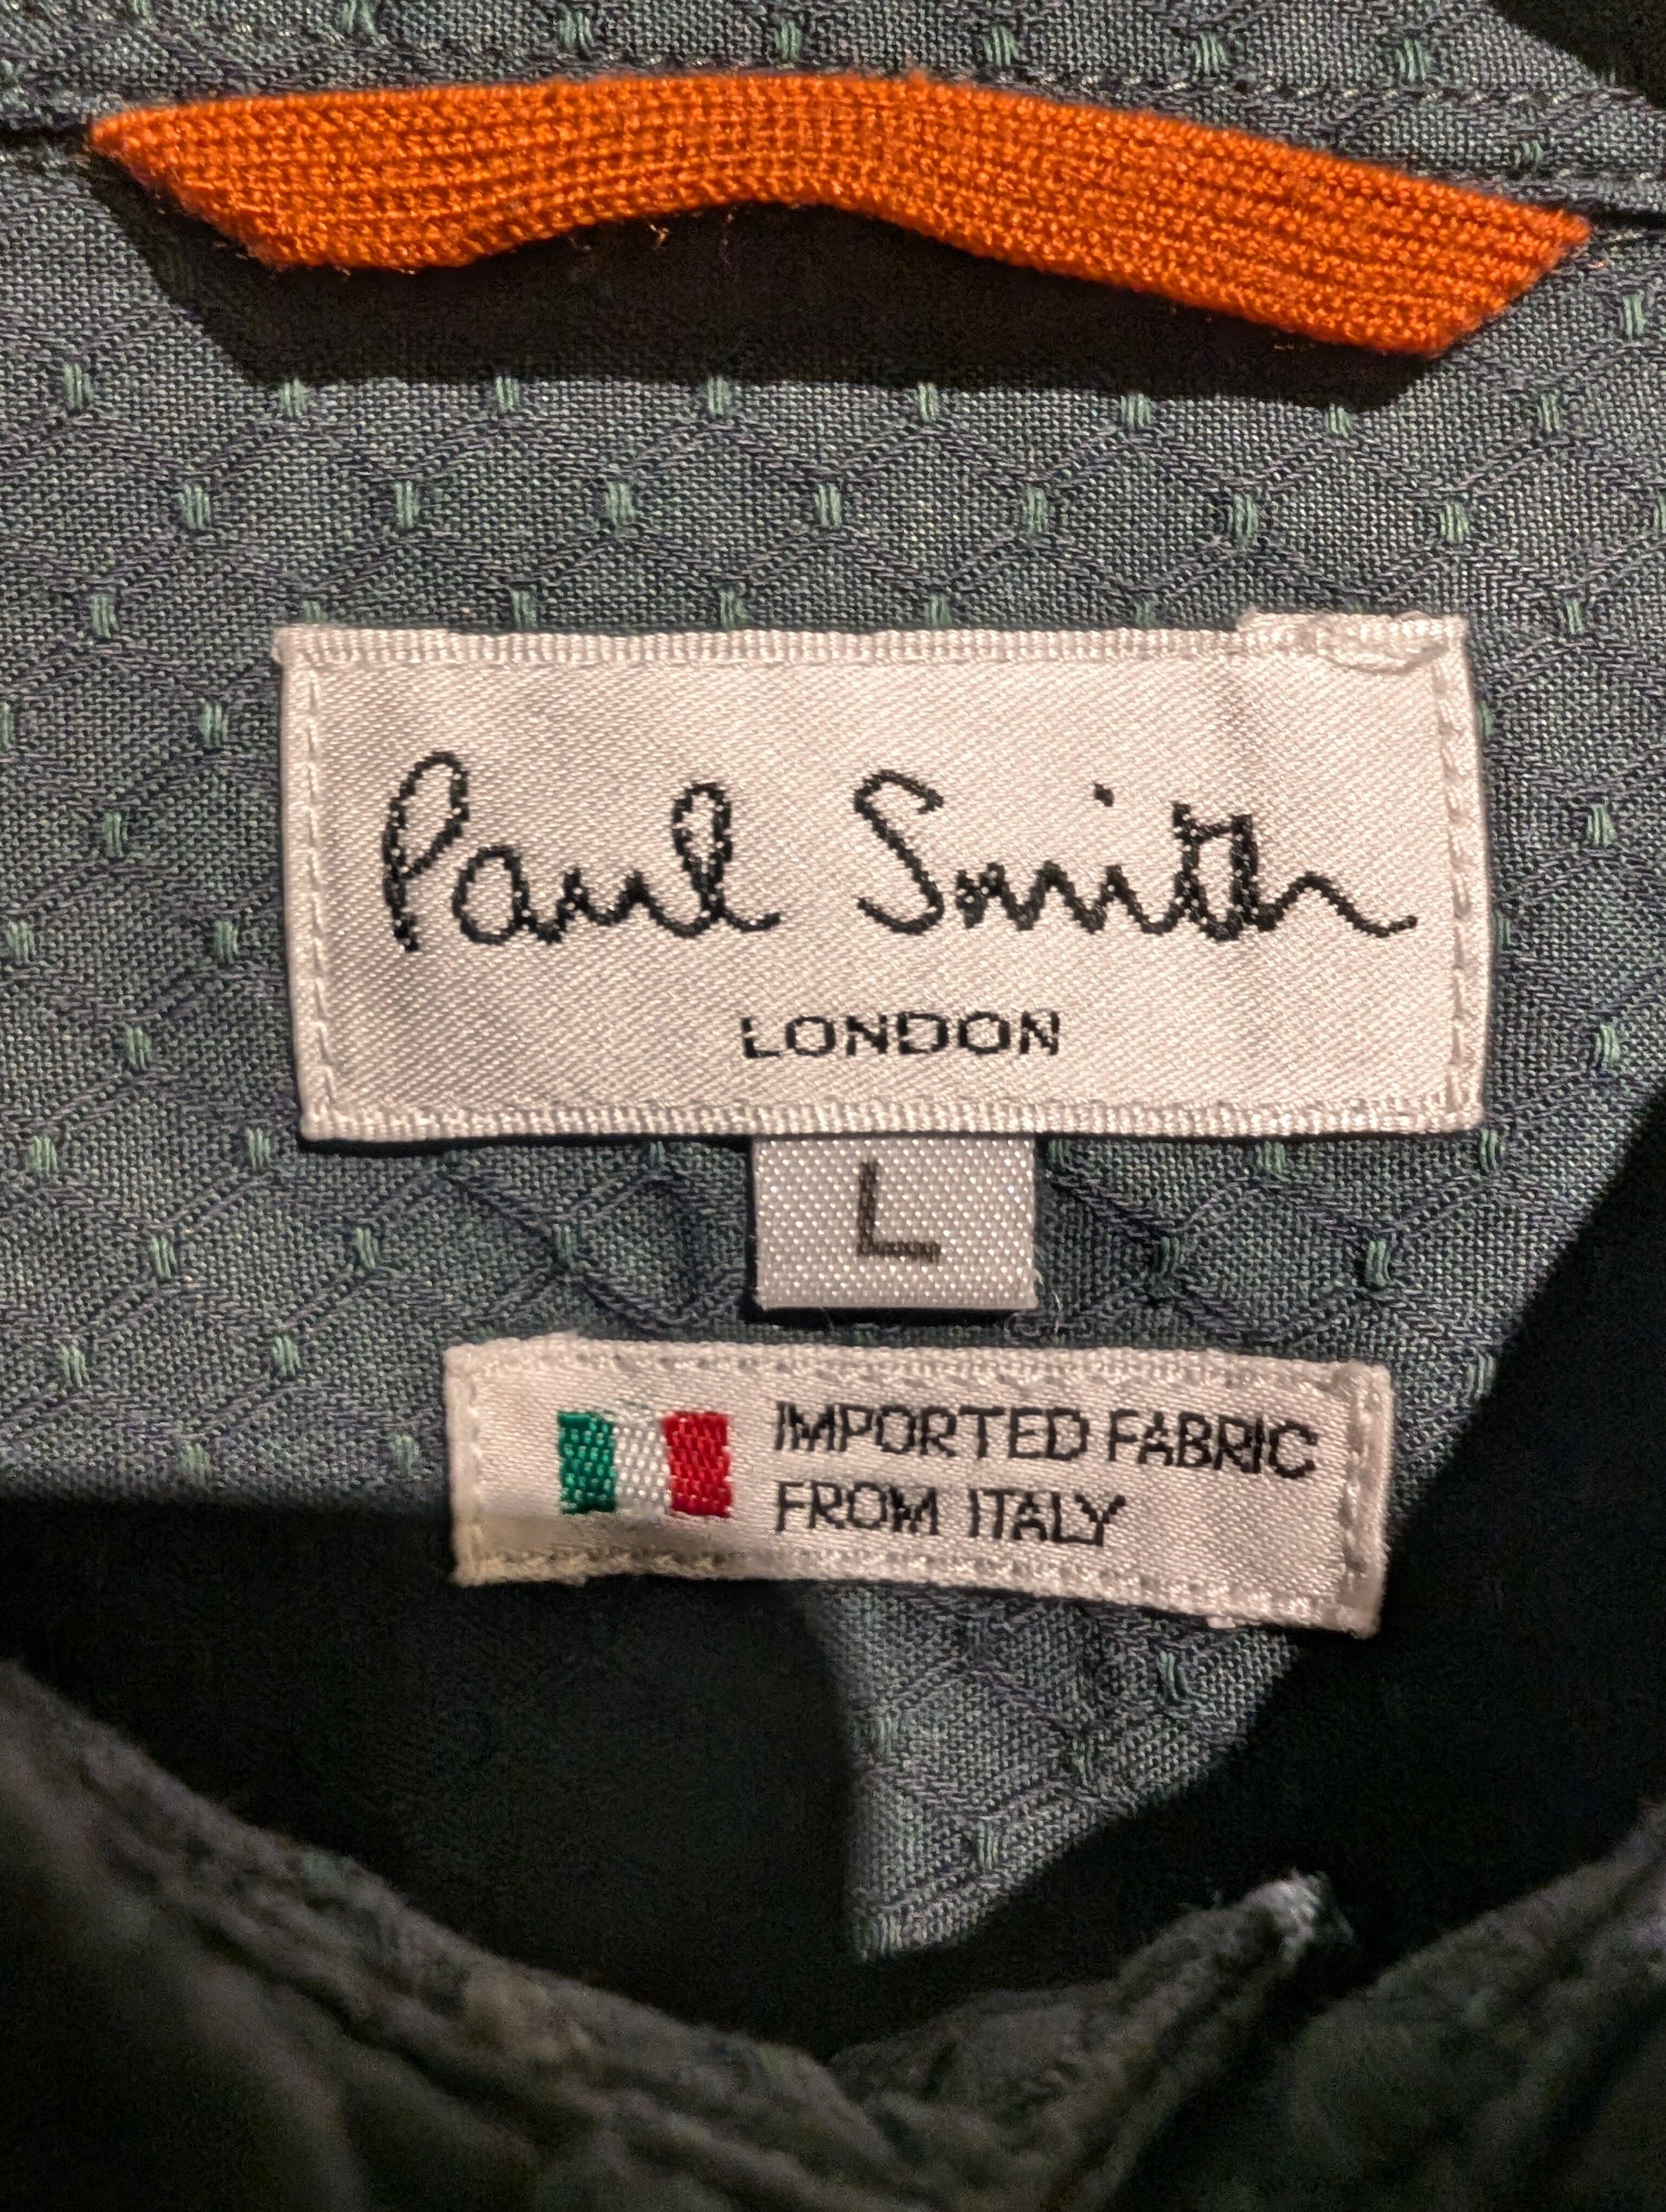 Paul Smith
LONDON
L
IMPORTED FABRIC
FROM ITALY